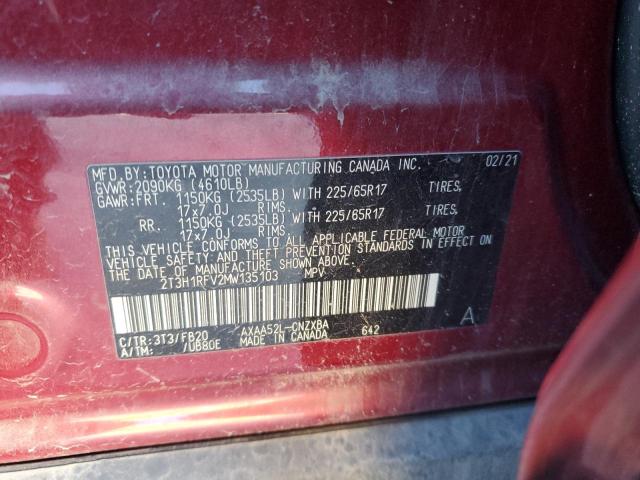 MFD. BY: TOYOTA MOTOR MANUFACTURING CANADA INC. 02/21
GVWR: 2090KG (4610LB)
GAWR: FRT. 1150KG (2535LB) WITH 225/65R17 TIRES,
17x7.0J RIMS,
RR. 1150KG (2535LB) WITH 225/65R17 TIRES,
17x7.0J RIMS,
THIS VEHICLE CONFORMS TO ALL APPLICABLE FEDERAL MOTOR
VEHICLE SAFETY AND THEFT PREVENTION STANDARDS IN EFFECT
ON THE DATE OF MANUFACTURE SHOWN ABOVE.
2T3H1RFV2MW135103 MPV
C/TR: 3T3/FB20 AXAA52L-CNZXBA 642 A
A/TM: /UB80E MADE IN CANADA